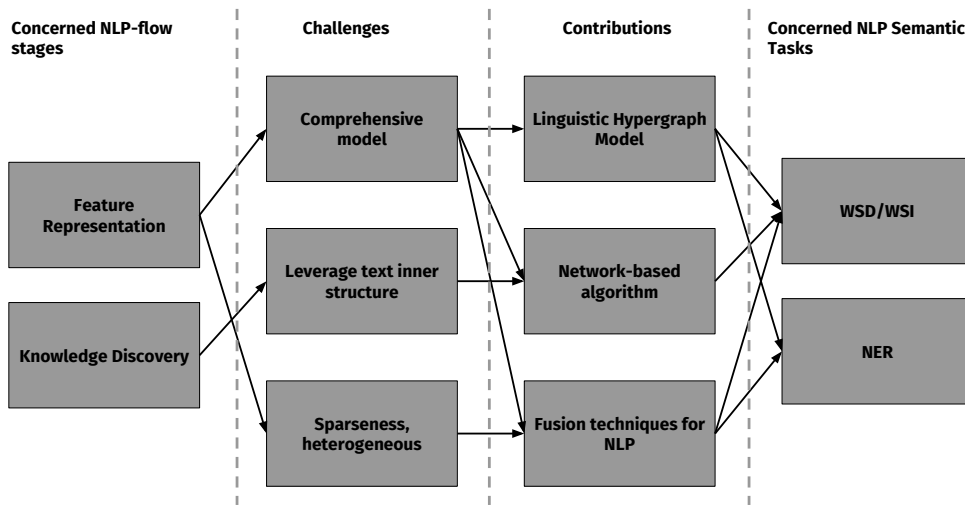 Concerned NLP-flow
stages
Challenges
Contributions
Concerned NLP Semantic
Tasks
Feature
Representation
Knowledge Discovery
Comprehensive
model
Leverage text inner
structure
Sparseness,
heterogeneous
Linguistic Hypergraph
Model
Network-based
algorithm
Fusion techniques for
NLP
WSD/WSI
NER